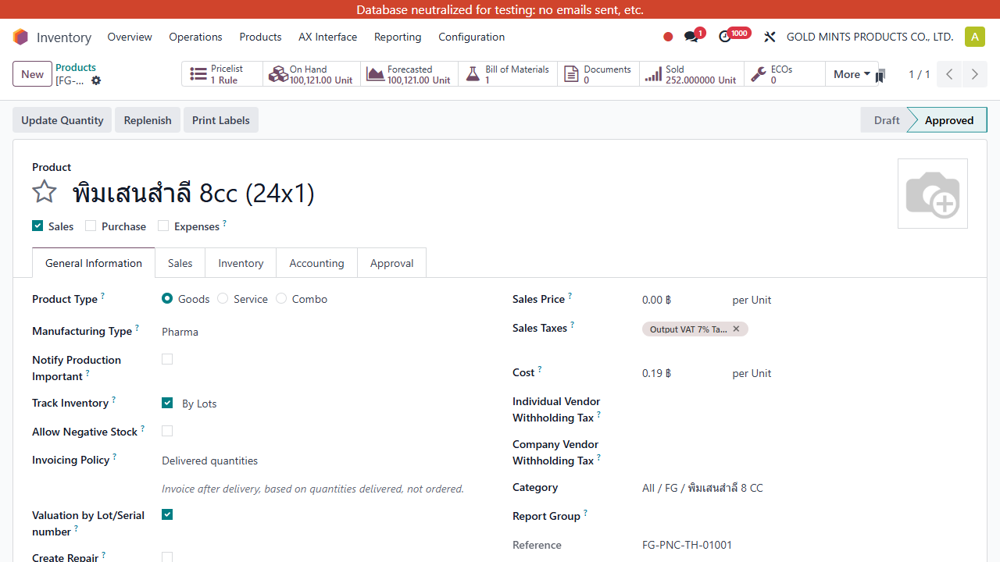 Database neutralized for testing: no emails sent, etc.
Inventory Overview Operations Products AX Interface Reporting Configuration 1 1000 GOLD MINTS PRODUCTS CO., LTD. A
New Products [FG-...
Pricelist 1 Rule
On Hand 100,121.00 Unit
Forecasted 100,121.00 Unit
Bill of Materials 1
Documents 0
Sold 252.000000 Unit
ECOs 0
More 1 / 1
Update Quantity Replenish Print Labels Draft Approved
Product
พิมเสนสำลี 8cc (24x1)
Sales Purchase Expenses ?
General Information Sales Inventory Accounting Approval
Product Type ? Goods Service Combo
Manufacturing Type ? Pharma
Notify Production Important ?
Track Inventory ? By Lots
Allow Negative Stock ?
Invoicing Policy ? Delivered quantities
Invoice after delivery, based on quantities delivered, not ordered.
Valuation by Lot/Serial number ?
Create Repair ?
Sales Price ? 0.00 ฿ per Unit
Sales Taxes ? Output VAT 7% Ta...
Cost ? 0.19 ฿ per Unit
Individual Vendor Withholding Tax ?
Company Vendor Withholding Tax ?
Category All / FG / พิมเสนสำลี 8 CC
Report Group ?
Reference FG-PNC-TH-01001